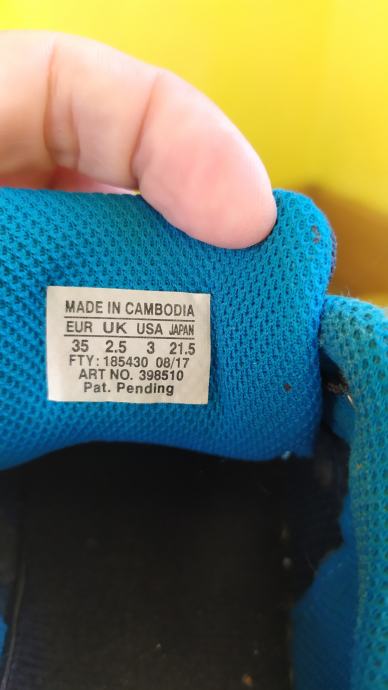 MADE IN CAMBODIA
EUR UK USA JAPAN
35 2.5 3 21.5
FTY: 185430 08/17
ART NO. 398510
Pat. Pending